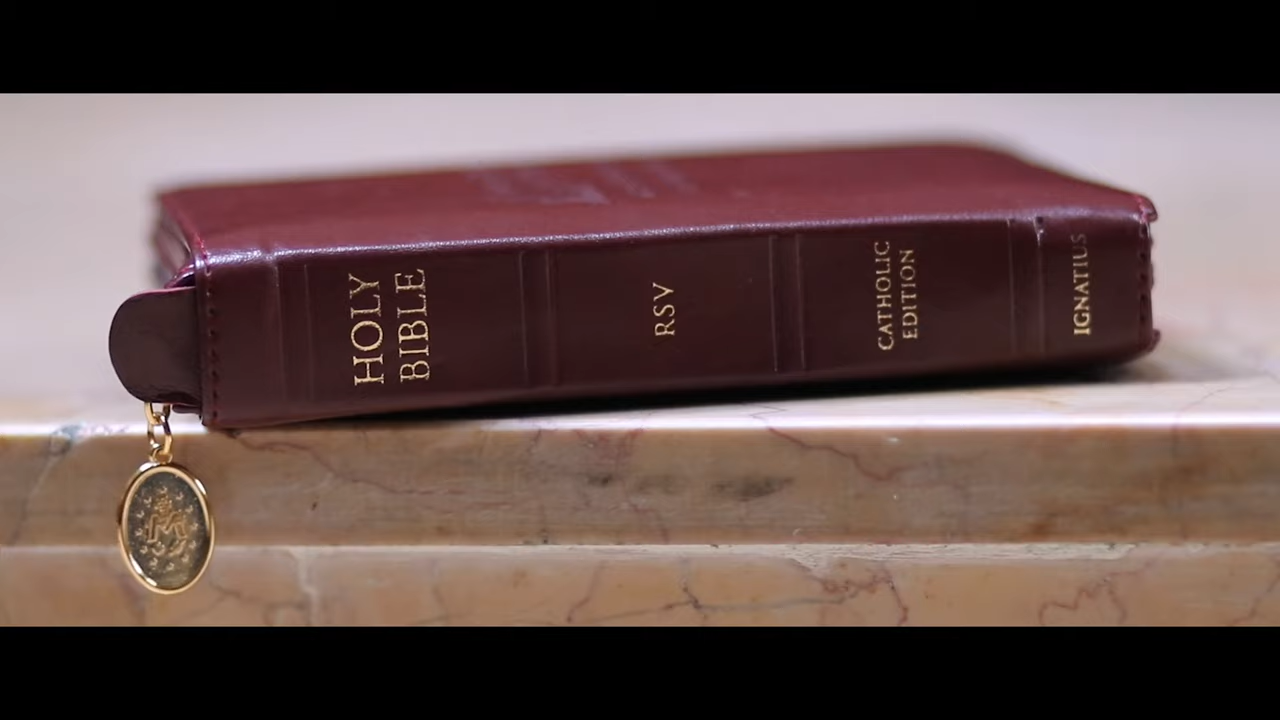 HOLY
BIBLE
RSV
CATHOLIC
EDITION
IGNATIUS